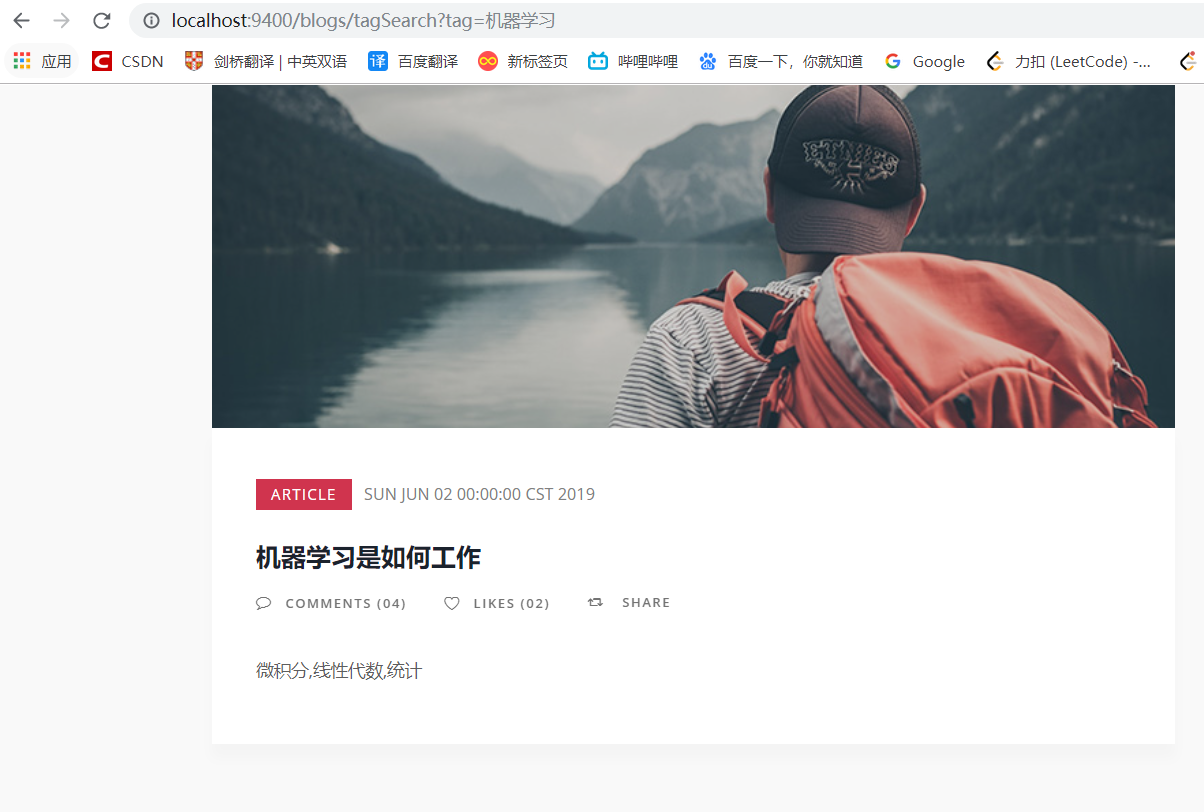 localhost:9400/blogs/tagSearch?tag=机器学习
应用 CSDN 剑桥翻译 | 中英双语 译 百度翻译 新标签页 哔哩哔哩 du 百度一下，你就知道 Google 力扣 (LeetCode) -...
ETNIES
ARTICLE SUN JUN 02 00:00:00 CST 2019
机器学习是如何工作
COMMENTS (04) LIKES (02) SHARE
微积分,线性代数,统计